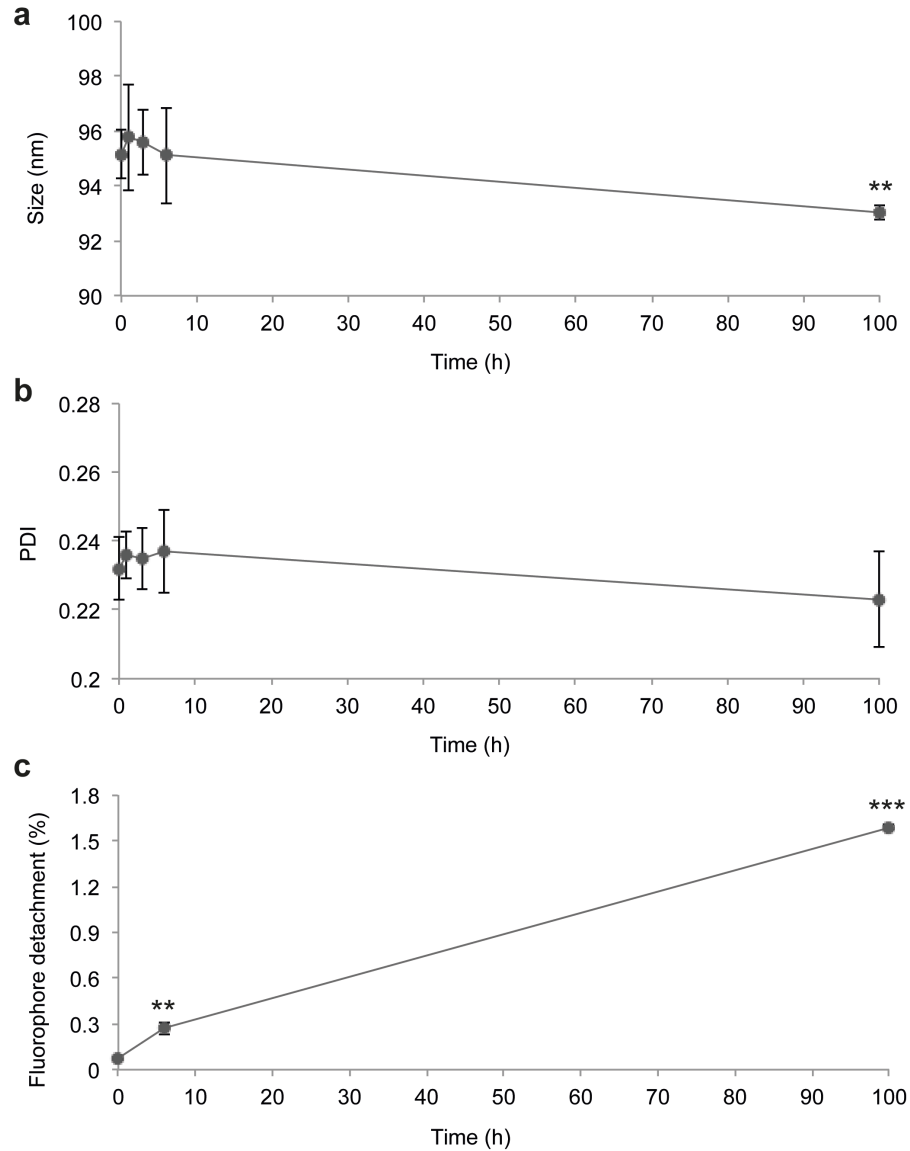 a
Size (nm)
100
98
96
94
92
90
**
0 10 20 30 40 50 60 70 80 90 100
Time (h)
b
PDI
0.28
0.26
0.24
0.22
0.2
0 10 20 30 40 50 60 70 80 90 100
Time (h)
c
Fluorophore detachment (%)
1.8
1.5
1.2
0.9
0.6
0.3
0
***
**
0 10 20 30 40 50 60 70 80 90 100
Time (h)